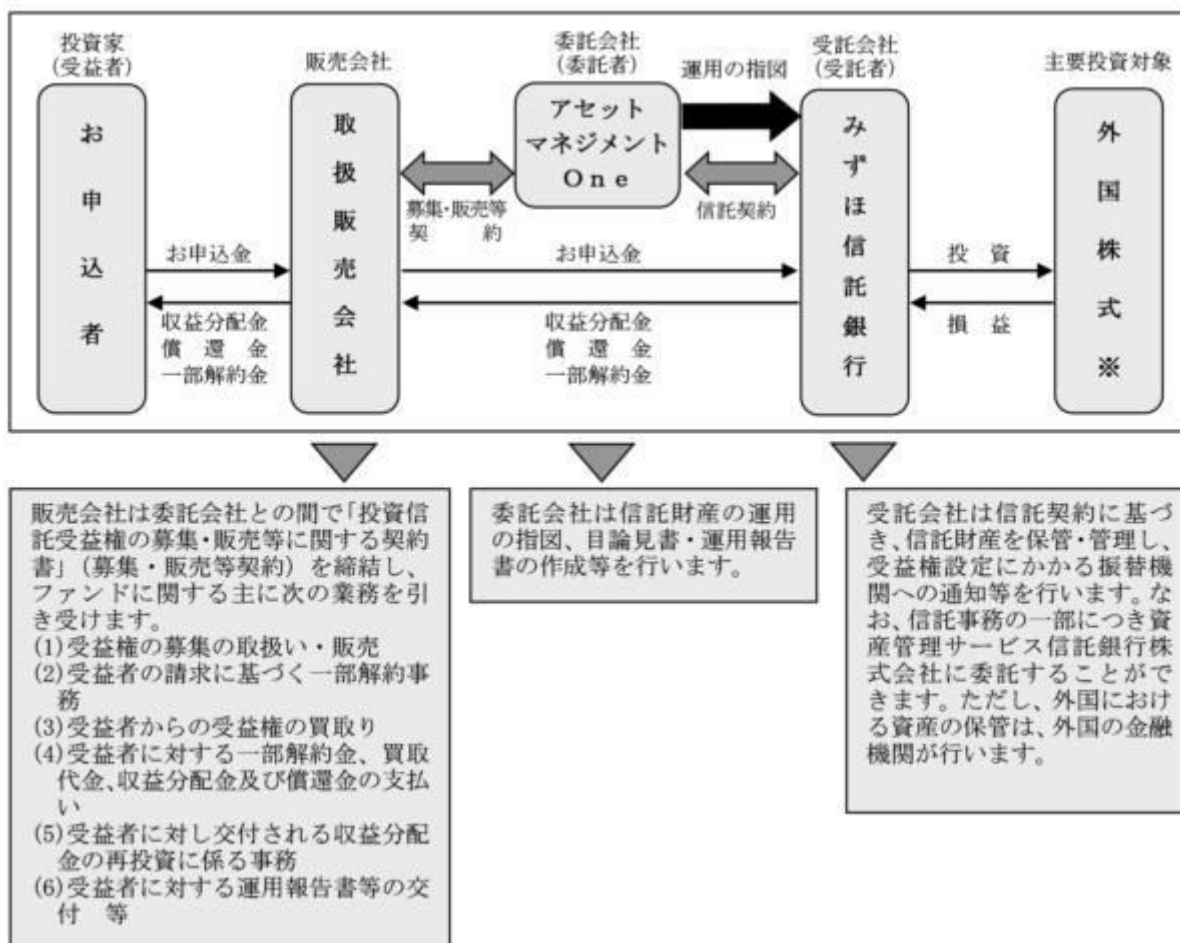 投資家
(受益者)
お申込者
販売会社
取扱販売会社
委託会社
(委託者)
アセット
マネジメント
One
運用の指図
受託会社
(受託者)
みずほ信託銀行
主要投資対象
外国株式※
募集・販売等
契　約
信託契約
お申込金
収益分配金
償　還　金
一部解約金
お申込金
収益分配金
償　還　金
一部解約金
投　資
損　益
販売会社は委託会社との間で「投資信
託受益権の募集・販売等に関する契約
書」（募集・販売等契約）を締結し、
ファンドに関する主に次の業務を引
き受けます。
(1)受益権の募集の取扱い・販売
(2)受益者の請求に基づく一部解約事
務
(3)受益者からの受益権の買取り
(4)受益者に対する一部解約金、買取
代金、収益分配金及び償還金の支払
い
(5)受益者に対し交付される収益分配
金の再投資に係る事務
(6)受益者に対する運用報告書等の交
付　等
委託会社は信託財産の運用
の指図、目論見書・運用報告
書の作成等を行います。
受託会社は信託契約に基づ
き、信託財産を保管・管理し、
受益権設定にかかる振替機
関への通知等を行います。な
お、信託事務の一部につき資
産管理サービス信託銀行株
式会社に委託することがで
きます。ただし、外国におけ
る資産の保管は、外国の金融
機関が行います。